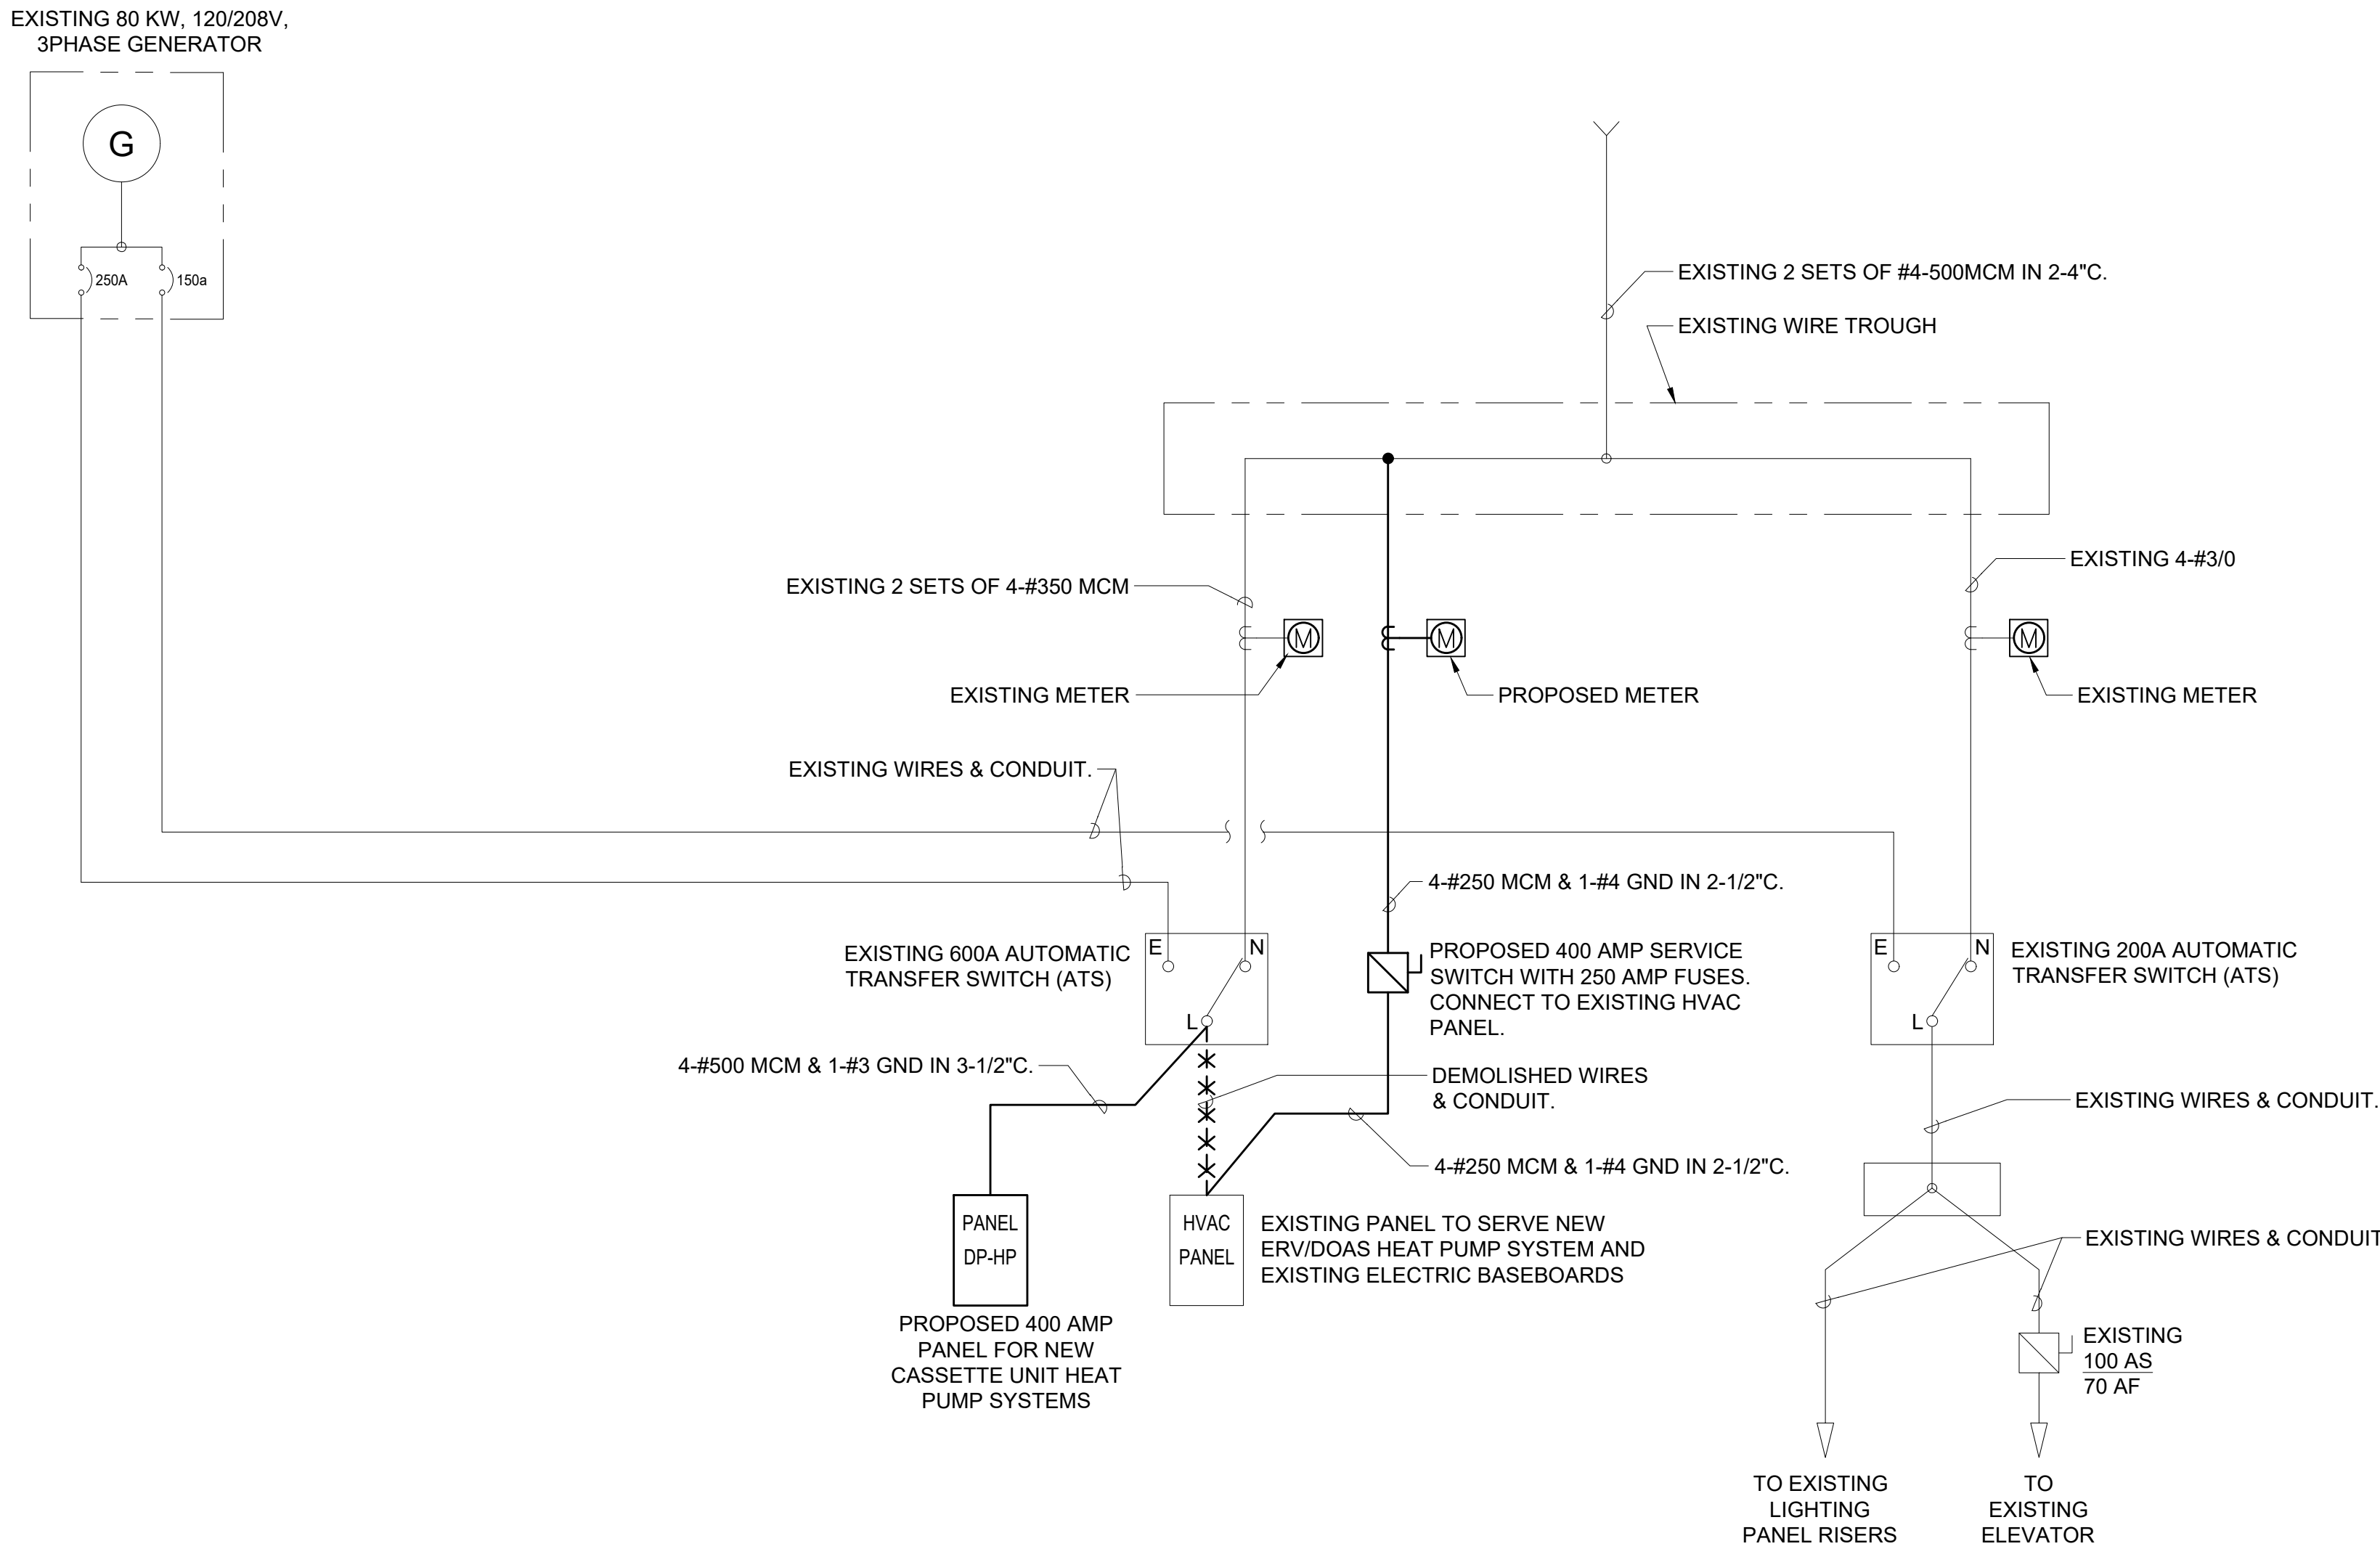 EXISTING 80 KW, 120/208V,
3PHASE GENERATOR
G
250A
150a
EXISTING 2 SETS OF #4-500MCM IN 2-4"C.
EXISTING WIRE TROUGH
EXISTING 4-#3/0
EXISTING 2 SETS OF 4-#350 MCM
M
M
M
EXISTING METER
PROPOSED METER
EXISTING METER
EXISTING WIRES & CONDUIT.
4-#250 MCM & 1-#4 GND IN 2-1/2"C.
EXISTING 600A AUTOMATIC
TRANSFER SWITCH (ATS)
E
N
L
PROPOSED 400 AMP SERVICE
SWITCH WITH 250 AMP FUSES.
CONNECT TO EXISTING HVAC
PANEL.
E
N
L
EXISTING 200A AUTOMATIC
TRANSFER SWITCH (ATS)
4-#500 MCM & 1-#3 GND IN 3-1/2"C.
DEMOLISHED WIRES
& CONDUIT.
EXISTING WIRES & CONDUIT.
4-#250 MCM & 1-#4 GND IN 2-1/2"C.
PANEL
DP-HP
HVAC
PANEL
EXISTING PANEL TO SERVE NEW
ERV/DOAS HEAT PUMP SYSTEM AND
EXISTING ELECTRIC BASEBOARDS
EXISTING WIRES & CONDUIT
PROPOSED 400 AMP
PANEL FOR NEW
CASSETTE UNIT HEAT
PUMP SYSTEMS
EXISTING
100 AS
70 AF
TO EXISTING
LIGHTING
PANEL RISERS
TO
EXISTING
ELEVATOR